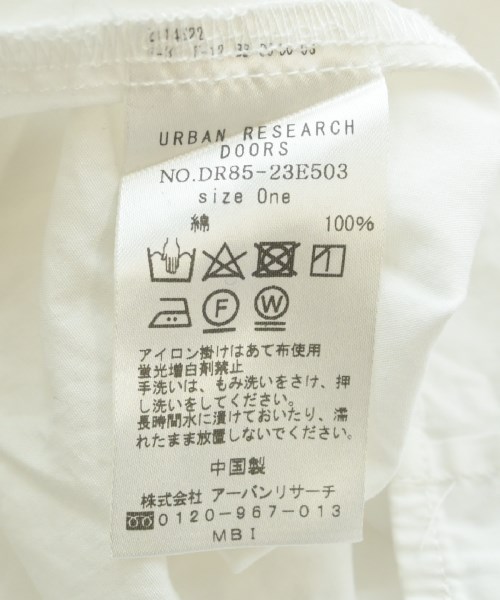 URBAN RESEARCH
DOORS
NO.DR85-23E503
size One
綿 100%
F W
アイロン掛けはあて布使用
蛍光増白剤禁止
手洗いは、もみ洗いをさけ、押
し洗いをしてください。
長時間水に漬けておいたり、濡
れたまま放置しないでください。
中国製
株式会社 アーバンリサーチ
0120-967-013
MBI